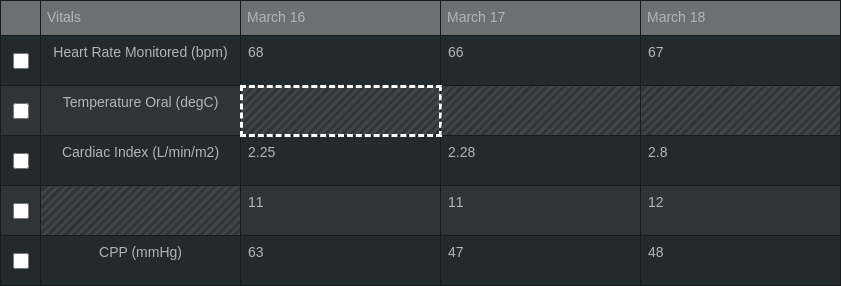 Vitals March 16 March 17 March 18
Heart Rate Monitored (bpm) 68 66 67
Temperature Oral (degC)
Cardiac Index (L/min/m2) 2.25 2.28 2.8
11 11 12
CPP (mmHg) 63 47 48